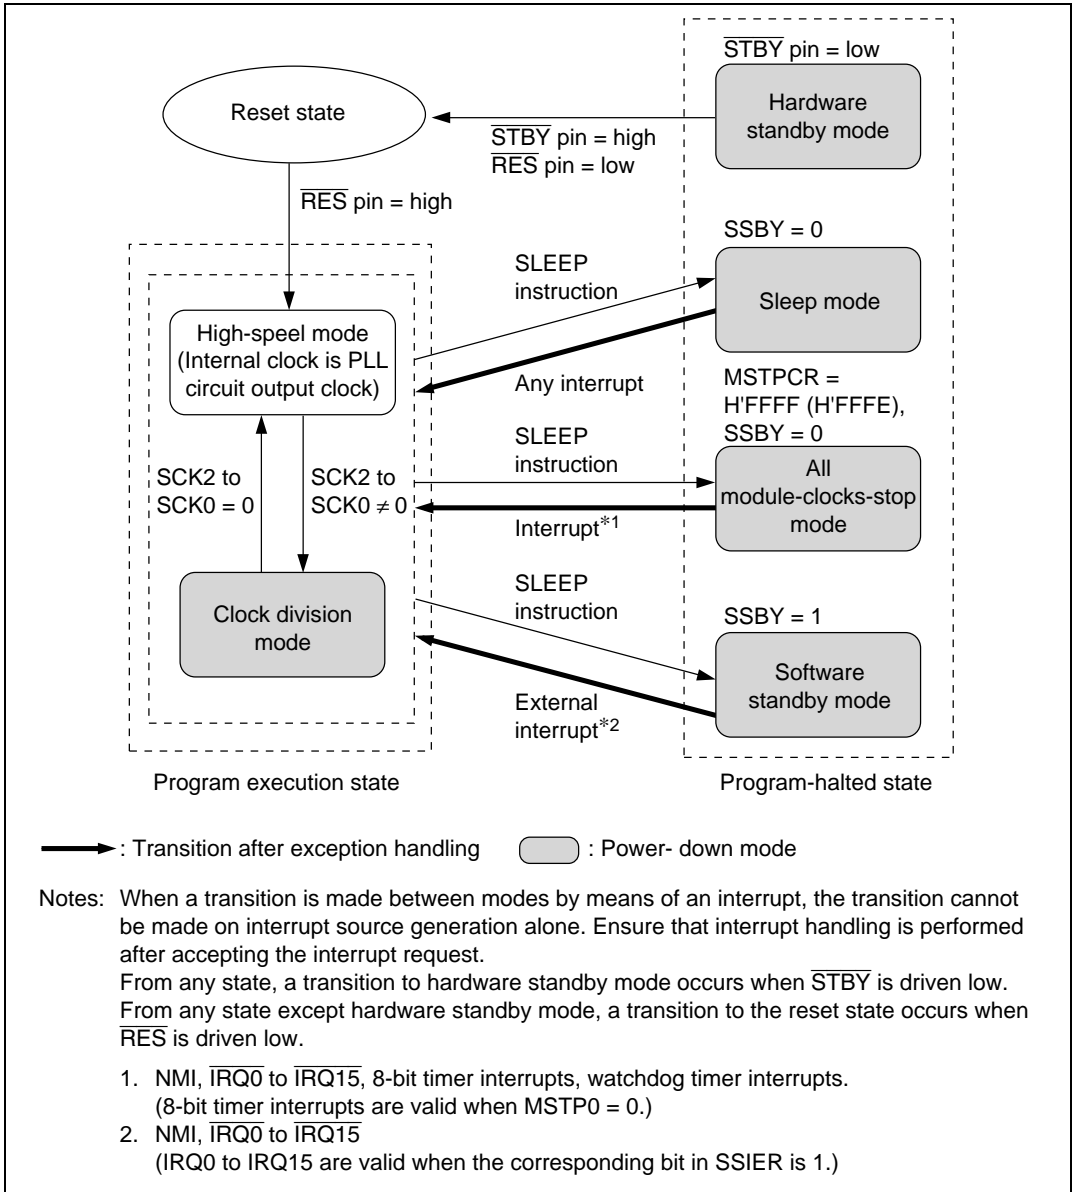 STBY pin = low
Hardware
standby mode
Reset state
STBY pin = high
RES pin = low
RES pin = high
SSBY = 0
SLEEP
instruction
Sleep mode
High-speel mode
(Internal clock is PLL
circuit output clock)
Any interrupt
MSTPCR =
H'FFFF (H'FFFE),
SSBY = 0
SLEEP
instruction
All
module-clocks-stop
mode
SCK2 to
SCK0 = 0
SCK2 to
SCK0 ≠ 0
Interrupt*1
SLEEP
instruction
Clock division
mode
SSBY = 1
Software
standby mode
External
interrupt*2
Program execution state
Program-halted state
: Transition after exception handling
: Power- down mode
Notes: When a transition is made between modes by means of an interrupt, the transition cannot
be made on interrupt source generation alone. Ensure that interrupt handling is performed
after accepting the interrupt request.
From any state, a transition to hardware standby mode occurs when STBY is driven low.
From any state except hardware standby mode, a transition to the reset state occurs when
RES is driven low.
1. NMI, IRQ0 to IRQ15, 8-bit timer interrupts, watchdog timer interrupts.
(8-bit timer interrupts are valid when MSTP0 = 0.)
2. NMI, IRQ0 to IRQ15
(IRQ0 to IRQ15 are valid when the corresponding bit in SSIER is 1.)